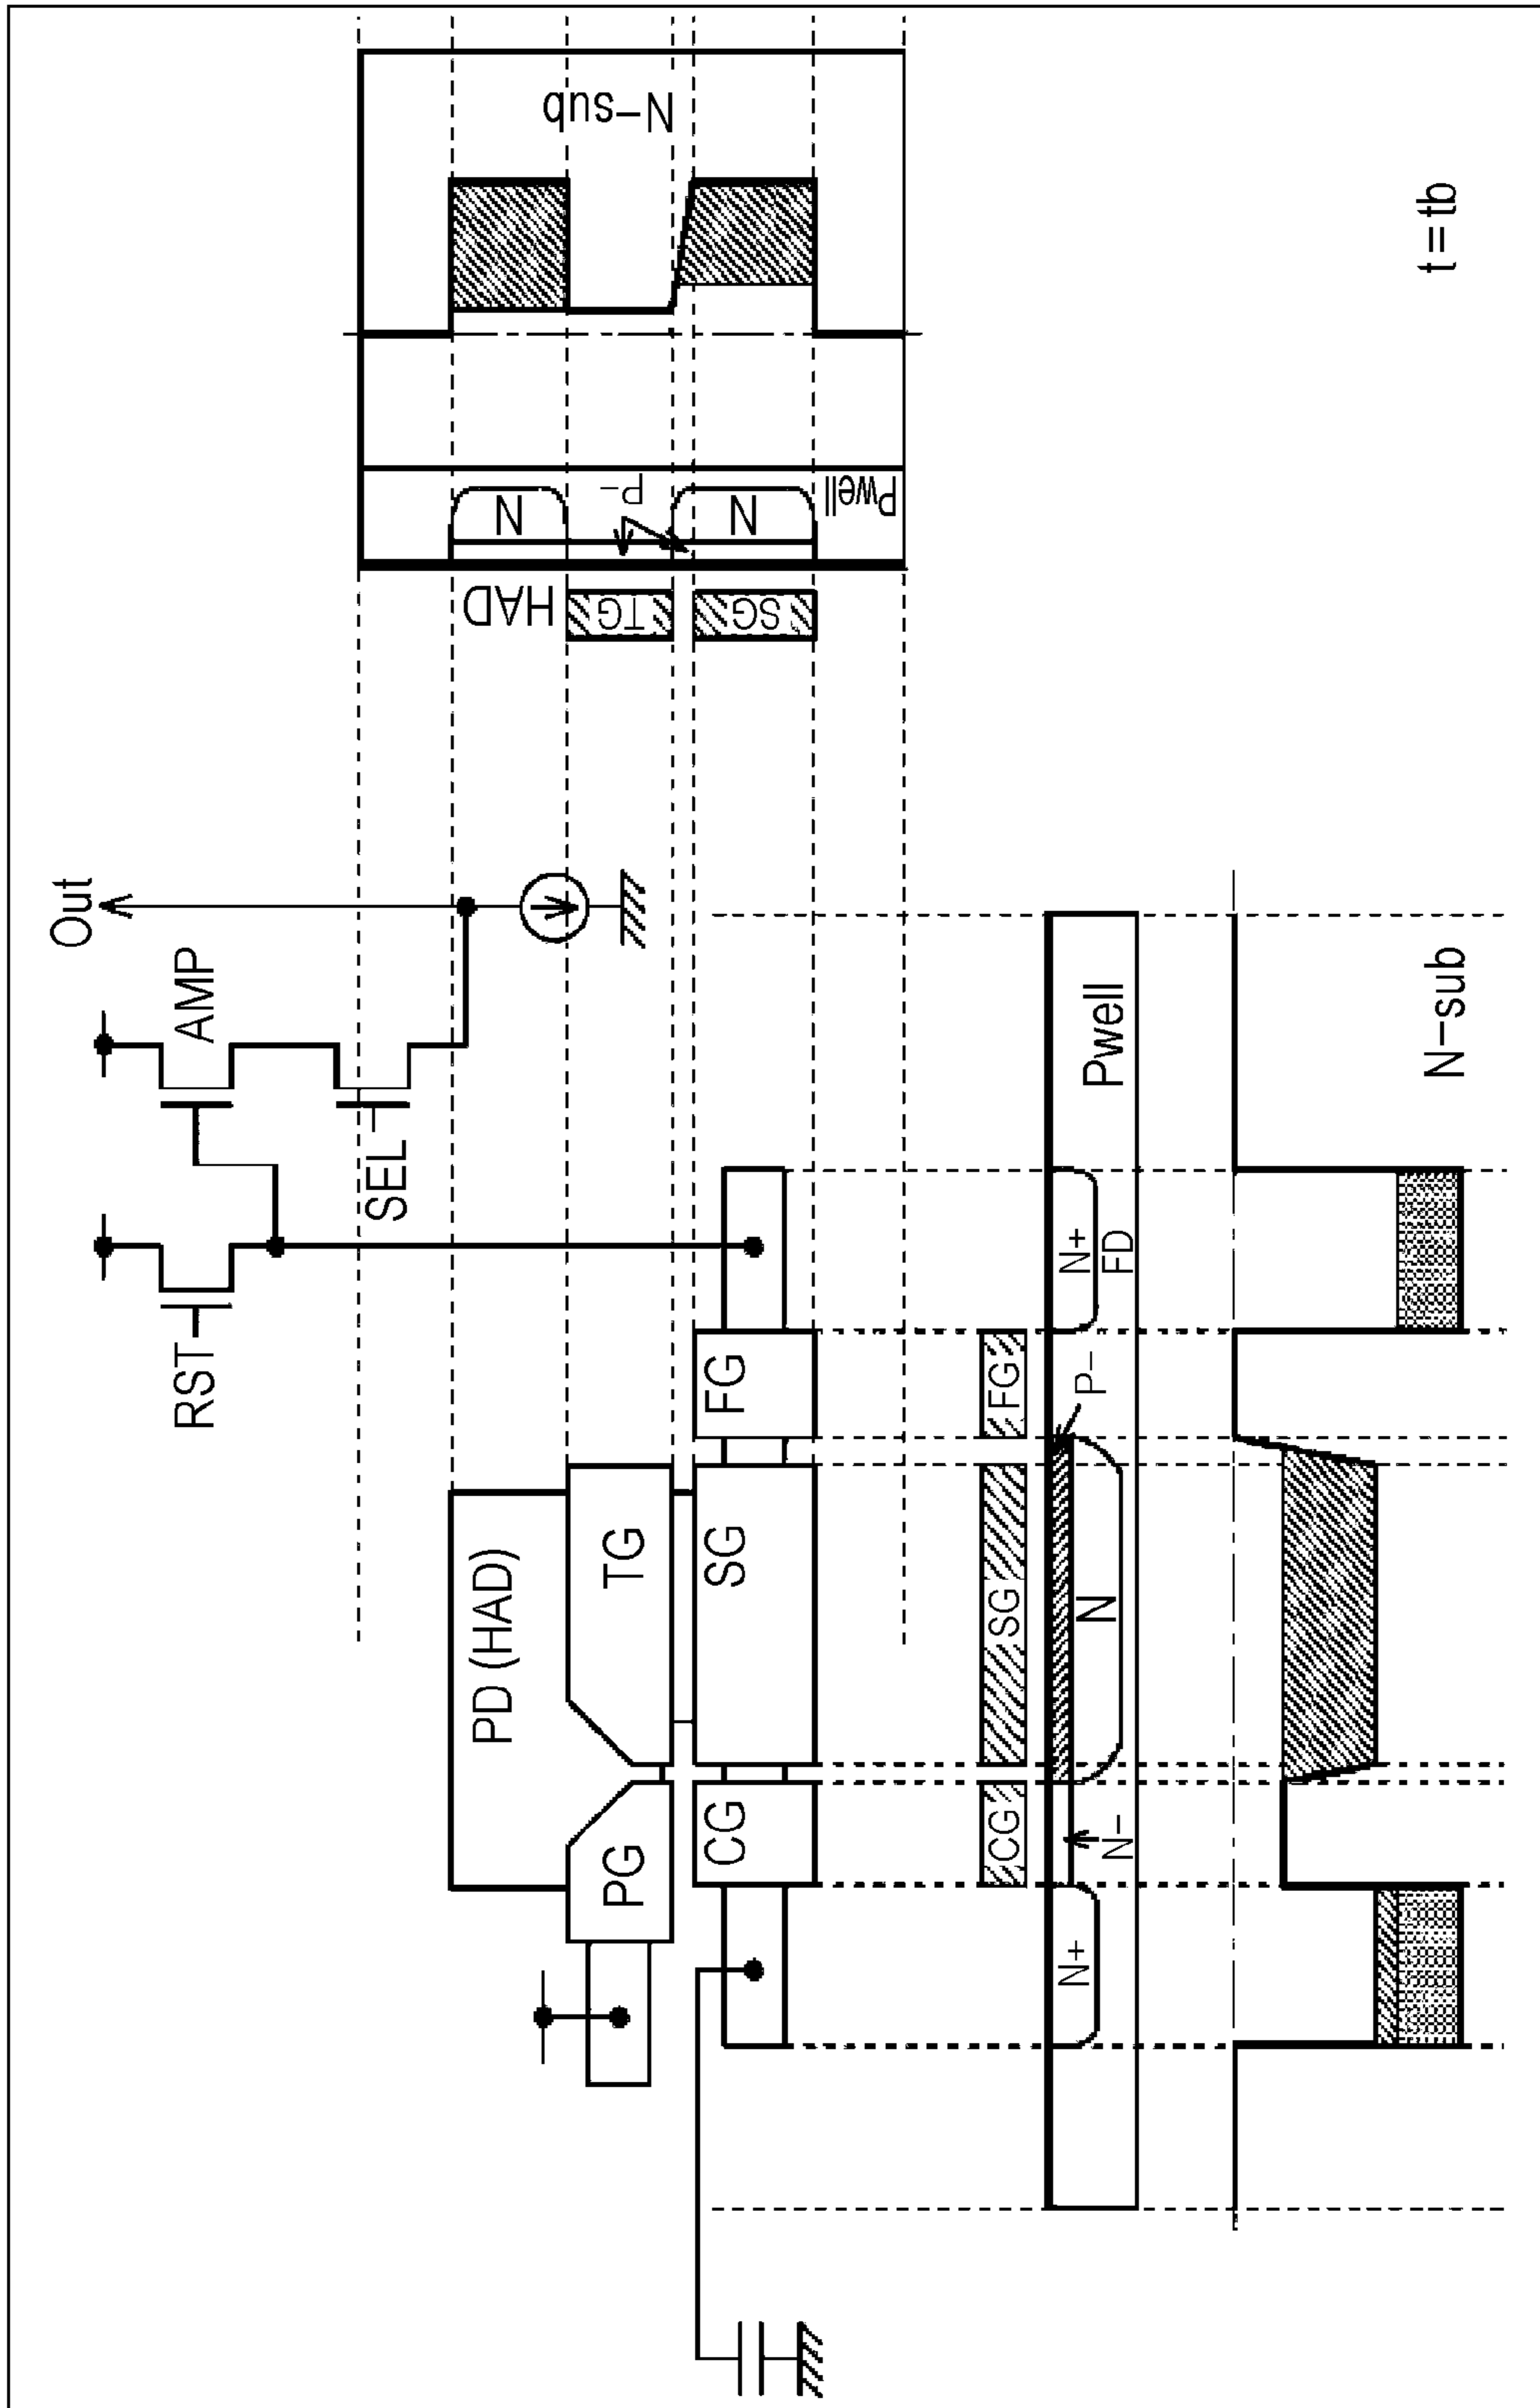 Out
AMP
RST
SEL
PD (HAD)
PG
TG
CG
SG
FG
HAD
TG
SG
N
P-
N
Pwell
N-sub
CG
SG
FG
N+
N-
N
P-
N+
FD
Pwell
N-sub
t=tb